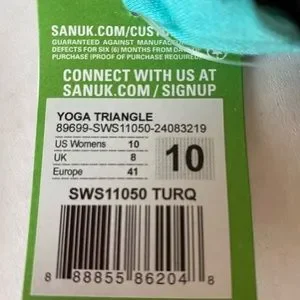 SANUK.COM/CUSTO
GUARANTEED AGAINST MANUFAC
DEFECTS FOR SIX (6) MONTHS FROM D
PURCHASE (PROOF OF PURCHASE REQUIRED)
CONNECT WITH US AT
SANUK.COM / SIGNUP
YOGA TRIANGLE
89699-SWS11050-24083219
US Womens 10
UK 8
Europe 41
10
SWS11050 TURQ
8 88855 86204 8